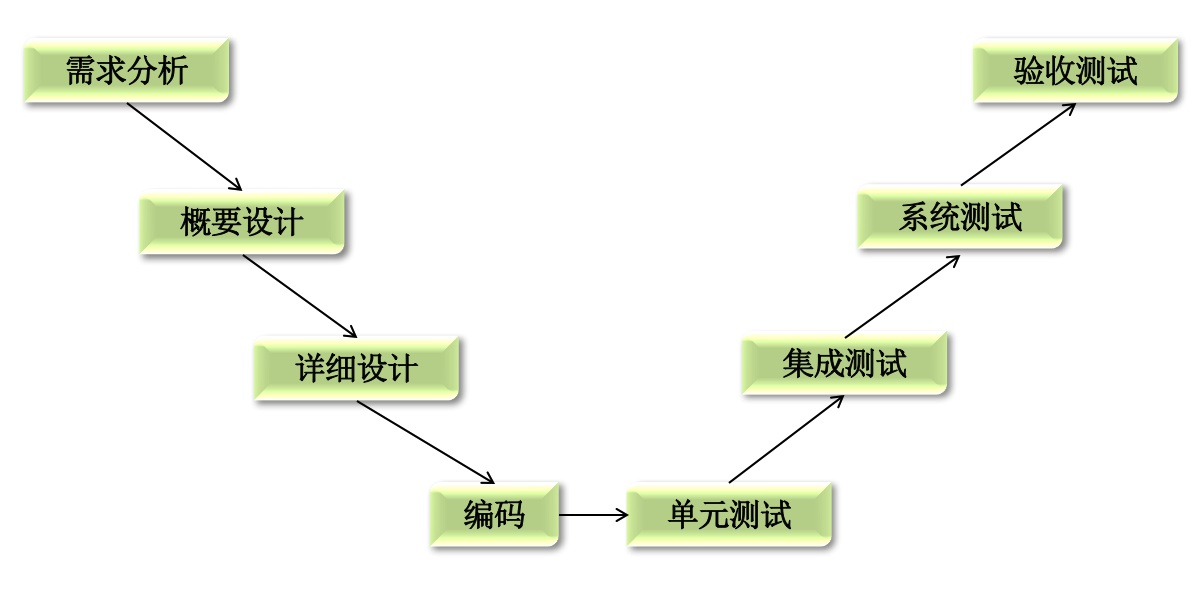 需求分析
验收测试
概要设计
系统测试
详细设计
集成测试
编码
单元测试